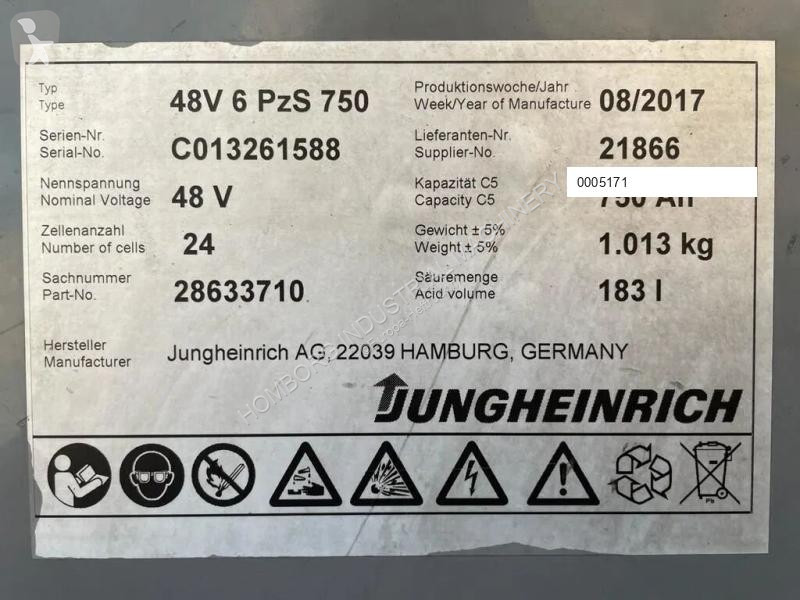 Typ
Type
48V 6 PzS 750
Produktionswoche/Jahr
Week/Year of Manufacture
08/2017
Serien-Nr.
Serial-No.
C013261588
Lieferanten-Nr.
Supplier-No.
21866
Nennspannung
Nominal Voltage
48 V
Kapazität C5
Capacity C5
0005171
750 Ah
Zellenanzahl
Number of cells
24
Gewicht ± 5%
Weight ± 5%
1.013 kg
Sachnummer
Part-No.
28633710
Säuremenge
Acid volume
183 l
Hersteller
Manufacturer
Jungheinrich AG, 22039 HAMBURG, GERMANY
JUNGHEINRICH
Pb